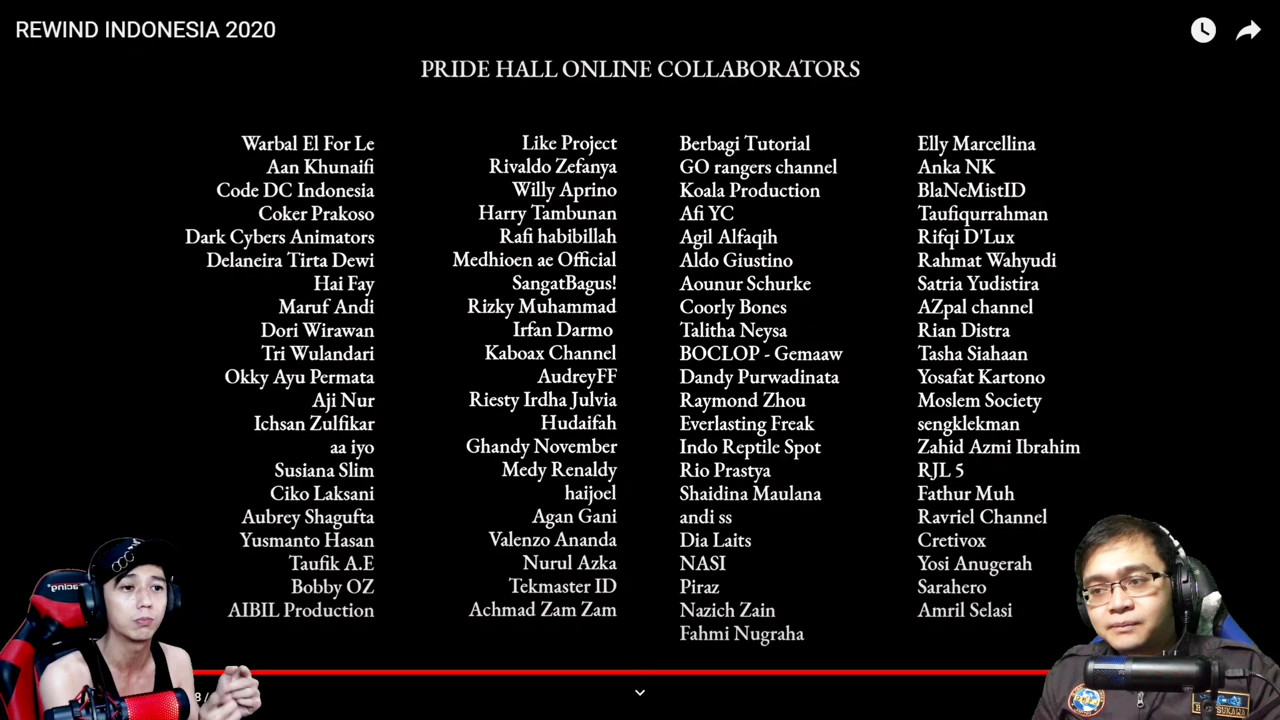 REWIND INDONESIA 2020
PRIDE HALL ONLINE COLLABORATORS
Warbal El For Le
Aan Khunaifi
Code DC Indonesia
Coker Prakoso
Dark Cybers Animators
Delaneira Tirta Dewi
Hai Fay
Maruf Andi
Dori Wirawan
Tri Wulandari
Okky Ayu Permata
Aji Nur
Ichsan Zulfikar
aa iyo
Susiana Slim
Ciko Laksani
Aubrey Shagufta
Yusmanto Hasan
Taufik A.E
Bobby OZ
AIBIL Production
Like Project
Rivaldo Zefanya
Willy Aprino
Harry Tambunan
Rafi habibillah
Medhioen ae Official
SangatBagus!
Rizky Muhammad
Irfan Darmo
Kaboax Channel
AudreyFF
Riesty Irdha Julvia
Hudaifah
Ghandy November
Medy Renaldy
haijoel
Agan Gani
Valenzo Ananda
Nurul Azka
Tekmaster ID
Achmad Zam Zam
Berbagi Tutorial
GO rangers channel
Koala Production
Afi YC
Agil Alfaqih
Aldo Giustino
Aounur Schurke
Coorly Bones
Talitha Neysa
BOCLOP - Gemaaw
Dandy Purwadinata
Raymond Zhou
Everlasting Freak
Indo Reptile Spot
Rio Prastya
Shaidina Maulana
andi ss
Dia Laits
NASI
Piraz
Nazich Zain
Fahmi Nugraha
Elly Marcellina
Anka NK
BlaNeMistID
Taufiqurrahman
Rifqi D'Lux
Rahmat Wahyudi
Satria Yudistira
AZpal channel
Rian Distra
Tasha Siahaan
Yosafat Kartono
Moslem Society
sengklekman
Zahid Azmi Ibrahim
RJL 5
Fathur Muh
Ravriel Channel
Cretivox
Yosi Anugerah
Sarahero
Amril Selasi
8 /